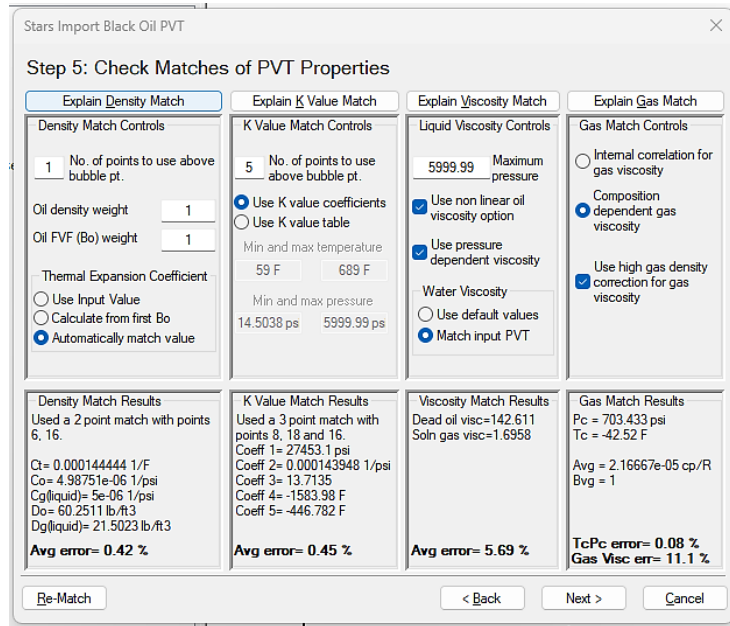 Stars Import Black Oil PVT
Step 5: Check Matches of PVT Properties
Explain Density Match
Explain K Value Match
Explain Viscosity Match
Explain Gas Match
Density Match Controls
1 No. of points to use above
bubble pt.
Oil density weight 1
Oil FVF (Bo) weight 1
Thermal Expansion Coefficient
Use Input Value
Calculate from first Bo
Automatically match value
K Value Match Controls
5 No. of points to use
above bubble pt.
Use K value coefficients
Use K value table
Min and max temperature
59 F 689 F
Min and max pressure
14.5038 ps 5999.99 ps
Liquid Viscosity Controls
5999.99 Maximum
pressure
Use non linear oil
viscosity option
Use pressure
dependent viscosity
Water Viscosity
Use default values
Match input PVT
Gas Match Controls
Internal correlation for
gas viscosity
Composition
dependent gas
viscosity
Use high gas density
correction for gas
viscosity
Density Match Results
Used a 2 point match with points
6, 16.
Ct= 0.000144444 1/F
Co= 4.98751e-06 1/psi
Cg(liquid)= 5e-06 1/psi
Do= 60.2511 lb/ft3
Dg(liquid)= 21.5023 lb/ft3
Avg error= 0.42 %
K Value Match Results
Used a 3 point match with
points 8, 18 and 16.
Coeff 1= 27453.1 psi
Coeff 2= 0.000143948 1/psi
Coeff 3= 13.7135
Coeff 4= -1583.98 F
Coeff 5= -446.782 F
Avg error= 0.45 %
Viscosity Match Results
Dead oil visc=142.611
Soln gas visc=1.6958
Avg error= 5.69 %
Gas Match Results
Pc = 703.433 psi
Tc = -42.52 F
Avg = 2.16667e-05 cp/R
Bvg = 1
TcPc error= 0.08 %
Gas Visc err= 11.1 %
Re-Match
< Back
Next >
Cancel